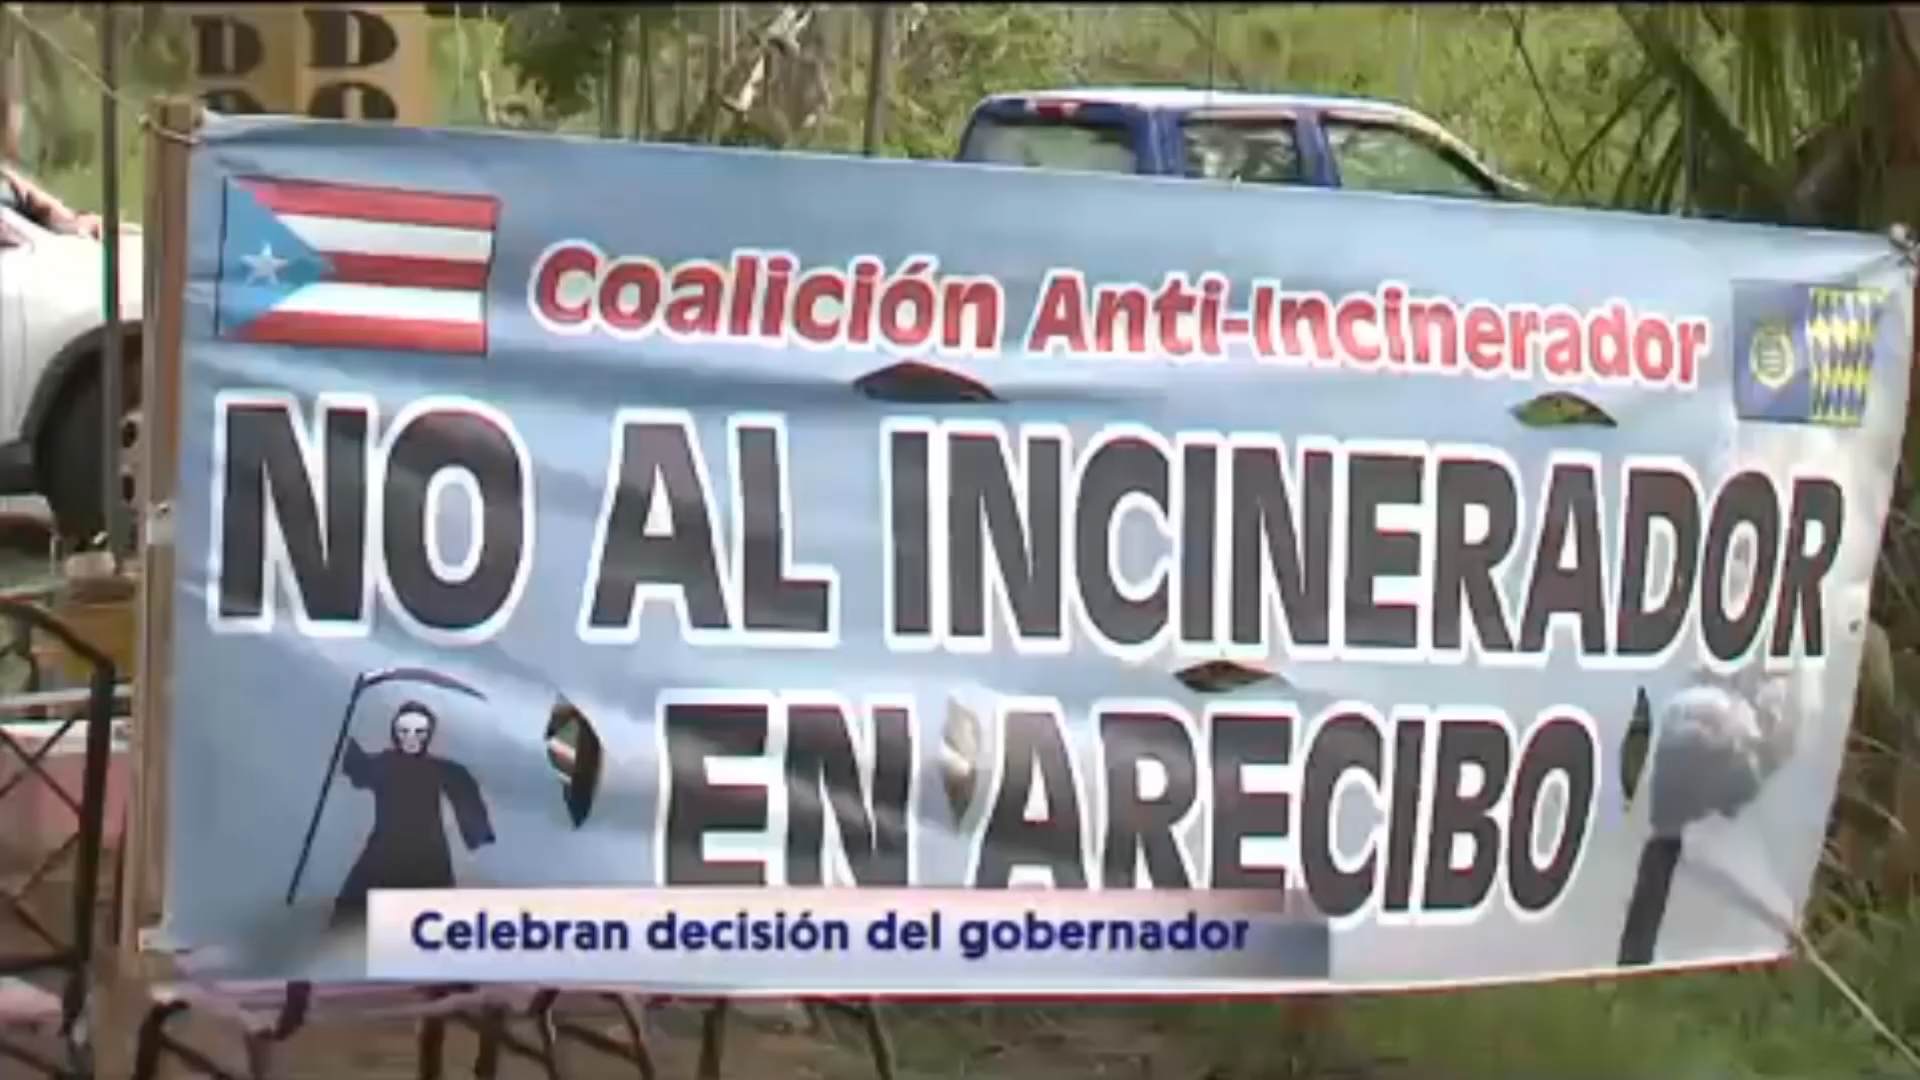 Coalición Anti-Incinerador
NO AL INCINERADOR
EN ARECIBO
Celebran decisión del gobernador